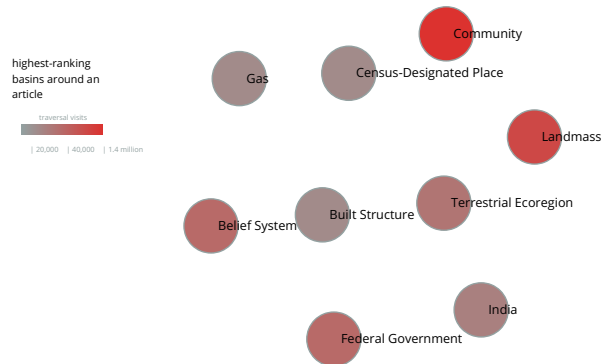 highest-ranking
basins around an
article
traversal visits
| 20,000 | 40,000 | 1.4 million
Community
Census-Designated Place
Gas
Landmass
Terrestrial Ecoregion
Built Structure
Belief System
India
Federal Government